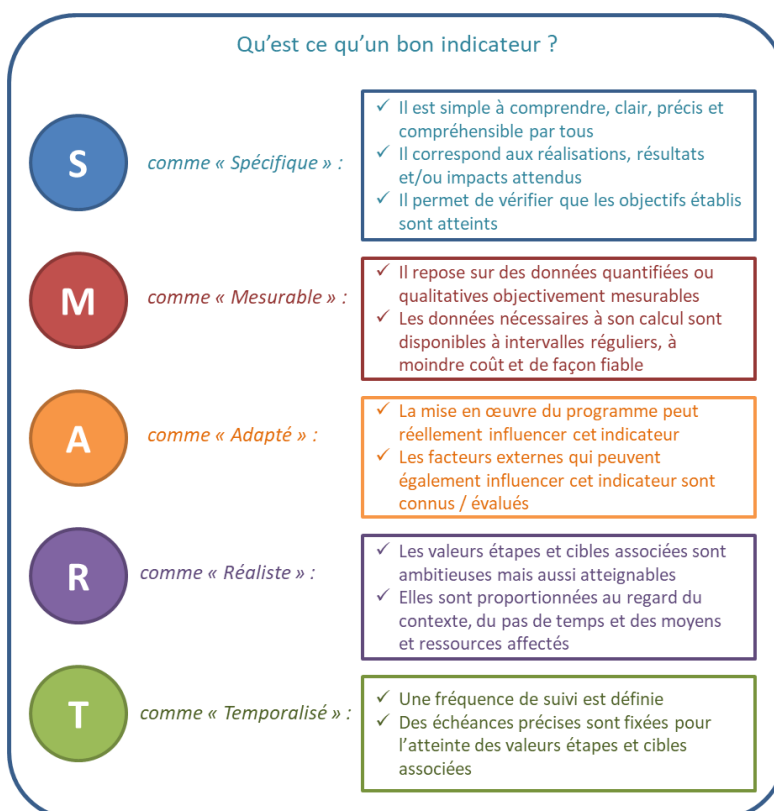 Qu’est ce qu’un bon indicateur ?
S
comme « Spécifique » :
✓ Il est simple à comprendre, clair, précis et
compréhensible par tous
✓ Il correspond aux réalisations, résultats
et/ou impacts attendus
✓ Il permet de vérifier que les objectifs établis
sont atteints
M
comme « Mesurable » :
✓ Il repose sur des données quantifiées ou
qualitatives objectivement mesurables
✓ Les données nécessaires à son calcul sont
disponibles à intervalles réguliers, à
moindre coût et de façon fiable
A
comme « Adapté » :
✓ La mise en œuvre du programme peut
réellement influencer cet indicateur
✓ Les facteurs externes qui peuvent
également influencer cet indicateur sont
connus / évalués
R
comme « Réaliste » :
✓ Les valeurs étapes et cibles associées sont
ambitieuses mais aussi atteignables
✓ Elles sont proportionnées au regard du
contexte, du pas de temps et des moyens
et ressources affectés
T
comme « Temporalisé » :
✓ Une fréquence de suivi est définie
✓ Des échéances précises sont fixées pour
l’atteinte des valeurs étapes et cibles
associées